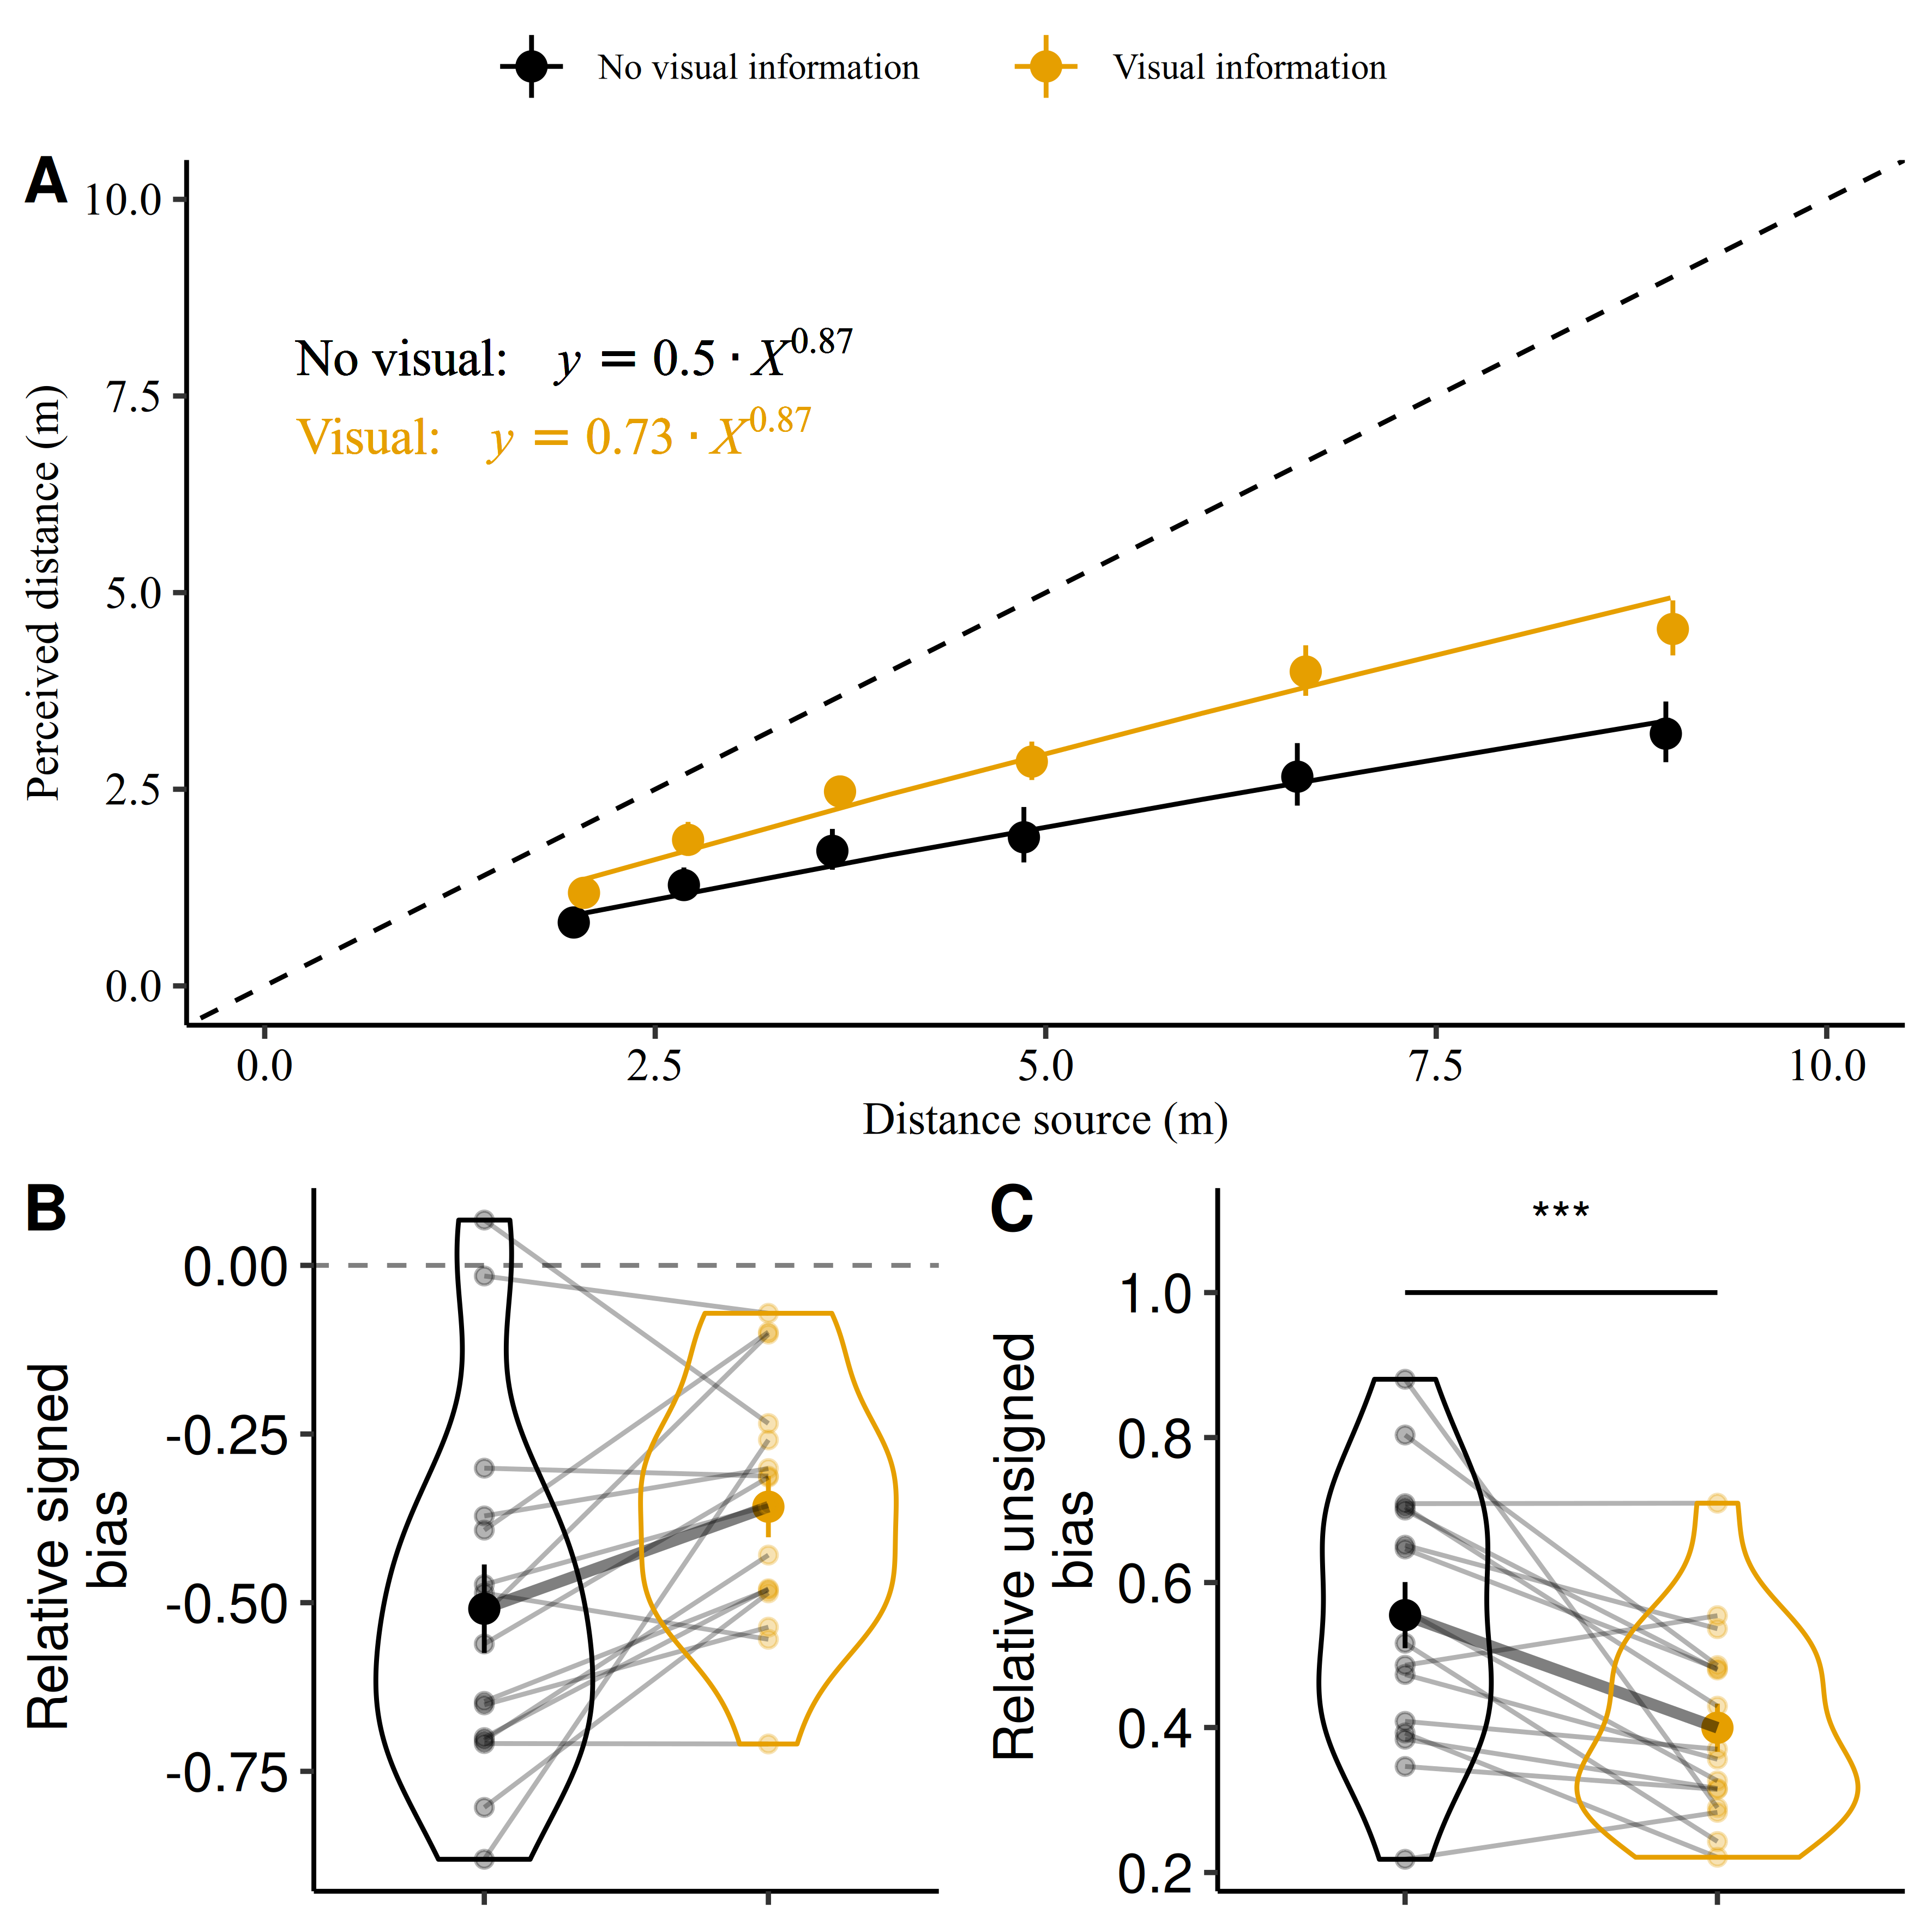 No visual information Visual information
A
10.0
7.5
5.0
2.5
0.0
Perceived distance (m)
No visual: y = 0.5 · X^0.87
Visual: y = 0.73 · X^0.87
0.0 2.5 5.0 7.5 10.0
Distance source (m)
B
0.00
-0.25
-0.50
-0.75
Relative signed
bias
C
***
1.0
0.8
0.6
0.4
0.2
Relative unsigned
bias